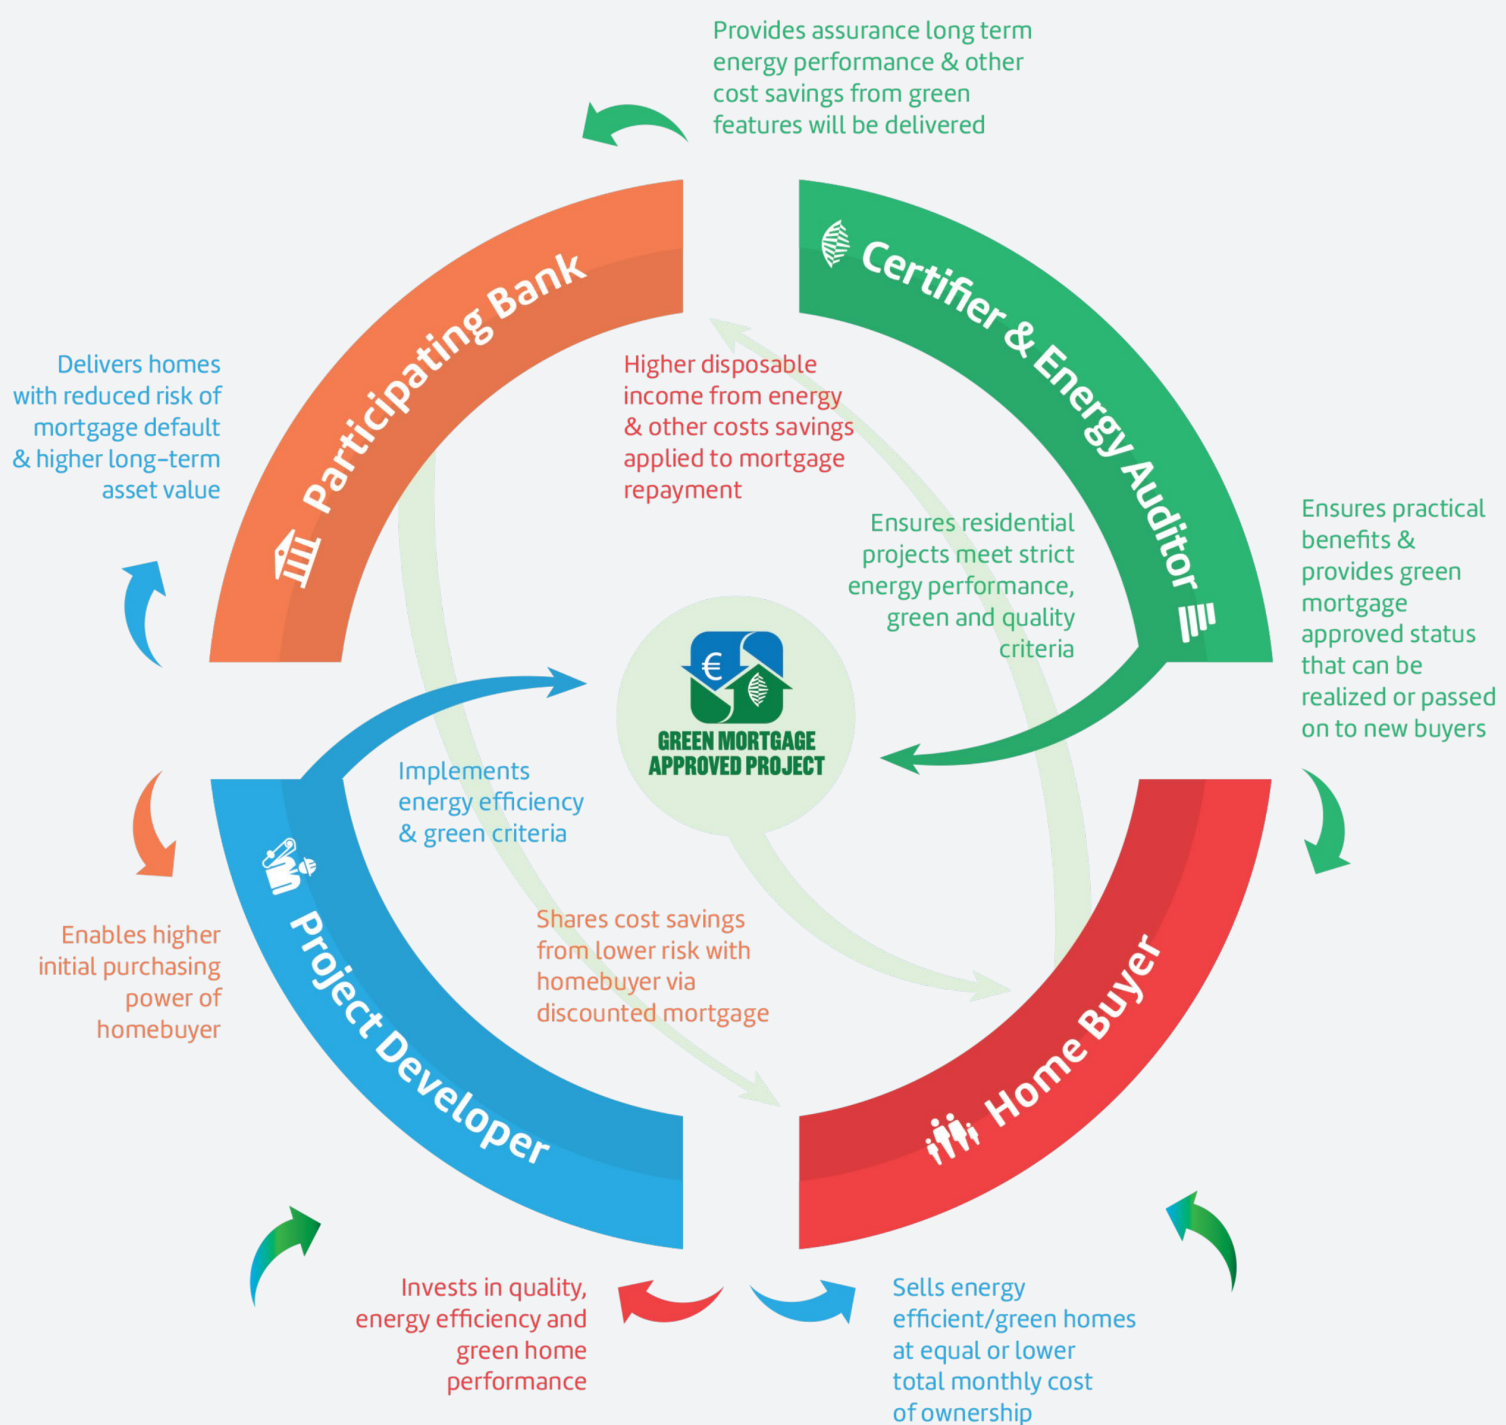 Provides assurance long term
energy performance & other
cost savings from green
features will be delivered
Participating Bank
Certifier & Energy Auditor
Delivers homes
with reduced risk of
mortgage default
& higher long-term
asset value
Higher disposable
income from energy
& other costs savings
applied to mortgage
repayment
Ensures residential
projects meet strict
energy performance,
green and quality
criteria
Ensures practical
benefits &
provides green
mortgage
approved status
that can be
realized or passed
on to new buyers
€
GREEN MORTGAGE
APPROVED PROJECT
Implements
energy efficiency
& green criteria
Enables higher
initial purchasing
power of
homebuyer
Shares cost savings
from lower risk with
homebuyer via
discounted mortgage
Project Developer
Home Buyer
Invests in quality,
energy efficiency and
green home
performance
Sells energy
efficient/green homes
at equal or lower
total monthly cost
of ownership